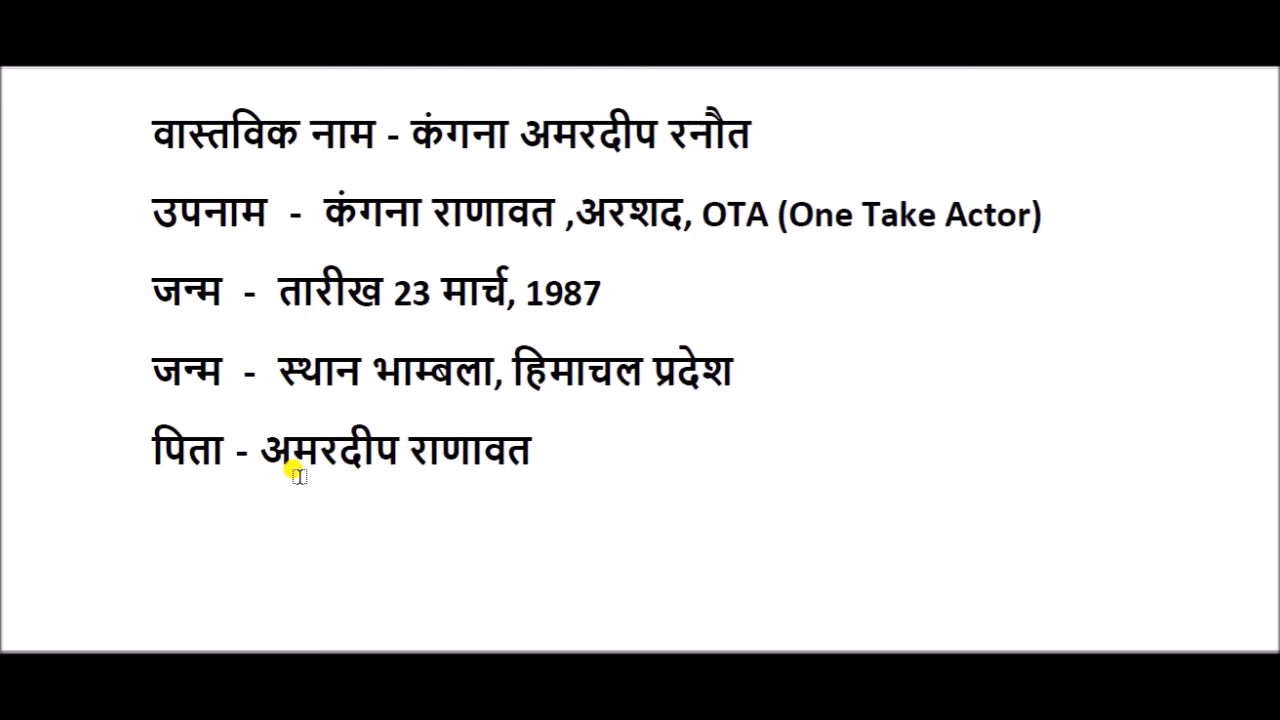 वास्तविक नाम - कंगना अमरदीप रनौत
उपनाम - कंगना राणावत ,अरशद, OTA (One Take Actor)
जन्म - तारीख 23 मार्च, 1987
जन्म - स्थान भाम्बला, हिमाचल प्रदेश
पिता - अमरदीप राणावत